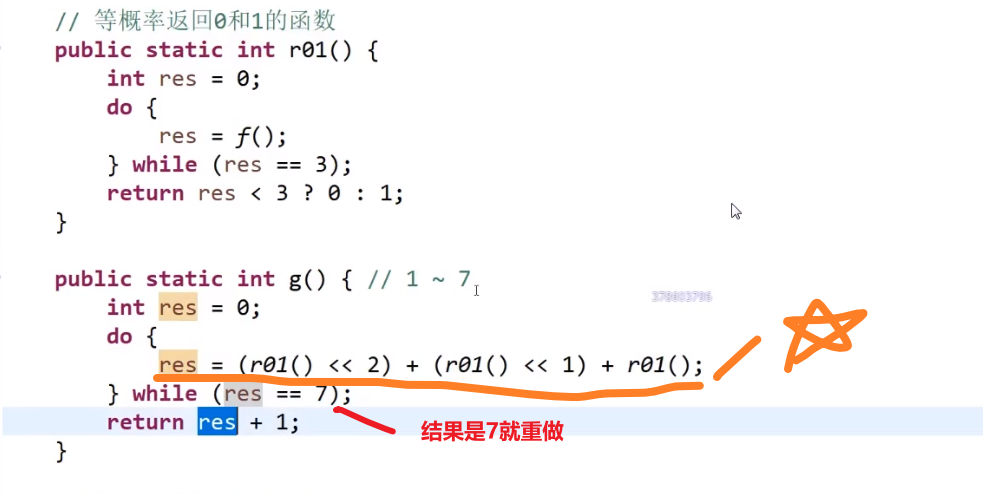 // 等概率返回0和1的函数
public static int r01() {
int res = 0;
do {
res = f();
} while (res == 3);
return res < 3 ? 0 : 1;
}
public static int g() { // 1 ~ 7
int res = 0;
do {
res = (r01() << 2) + (r01() << 1) + r01();
} while (res == 7);
return res + 1;
结果是7就重做
}